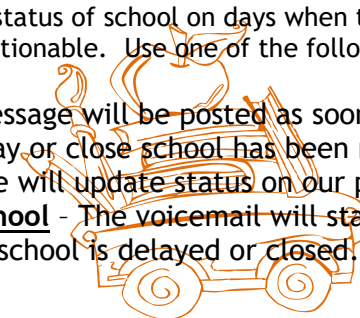 status of school on days when t
tionable. Use one of the follo
essage will be posted as soon
ay or close school has been
e will update status on our p
hool - The voicemail will sta
school is delayed or closed.